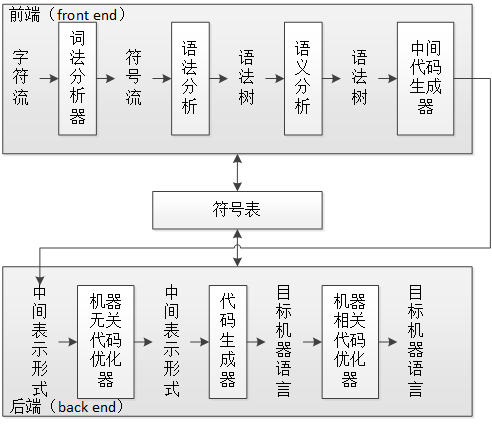 前端（front end）
字符流
词法分析器
符号流
语法分析
语法树
语义分析
语法树
中间代码生成器
符号表
中间表示形式
机器无关代码优化器
中间表示形式
代码生成器
目标机器语言
机器相关代码优化器
目标机器语言
后端（back end）